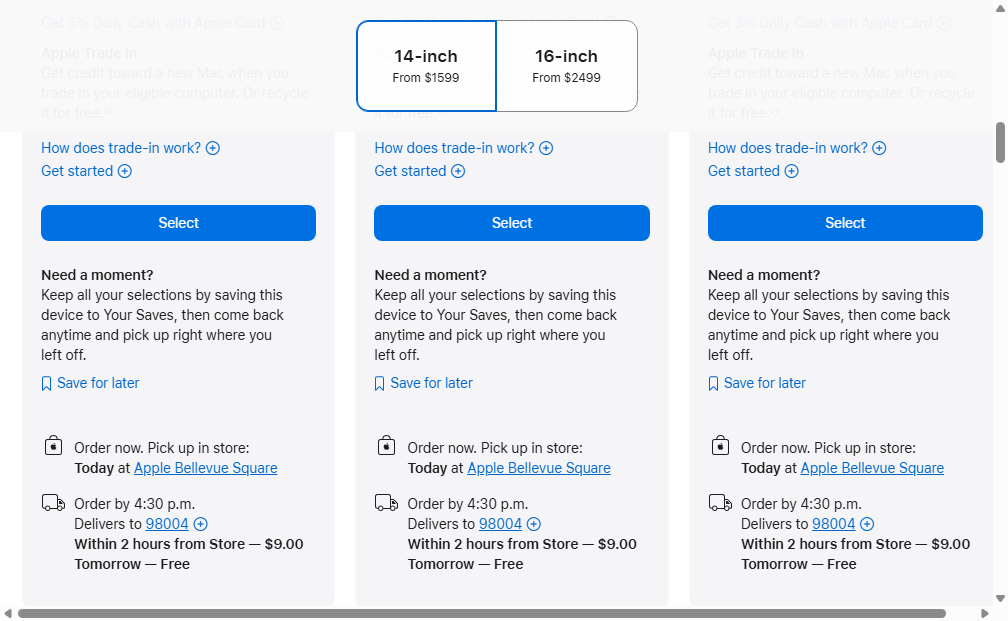 Get 3% Daily Cash with Apple Card
Apple Trade In
Get credit toward a new Mac when you
trade in your eligible computer. Or recycle
it for free.
How does trade-in work?
Get started
Select
Need a moment?
Keep all your selections by saving this
device to Your Saves, then come back
anytime and pick up right where you
left off.
Save for later
Order now. Pick up in store:
Today at Apple Bellevue Square
Order by 4:30 p.m.
Delivers to 98004
Within 2 hours from Store — $9.00
Tomorrow — Free
14-inch
From $1599
16-inch
From $2499
How does trade-in work?
Get started
Select
Need a moment?
Keep all your selections by saving this
device to Your Saves, then come back
anytime and pick up right where you
left off.
Save for later
Order now. Pick up in store:
Today at Apple Bellevue Square
Order by 4:30 p.m.
Delivers to 98004
Within 2 hours from Store — $9.00
Tomorrow — Free
Get 3% Daily Cash with Apple Card
Apple Trade In
Get credit toward a new Mac when you
trade in your eligible computer. Or recycle
it for free.
How does trade-in work?
Get started
Select
Need a moment?
Keep all your selections by saving this
device to Your Saves, then come back
anytime and pick up right where you
left off.
Save for later
Order now. Pick up in store:
Today at Apple Bellevue Square
Order by 4:30 p.m.
Delivers to 98004
Within 2 hours from Store — $9.00
Tomorrow — Free